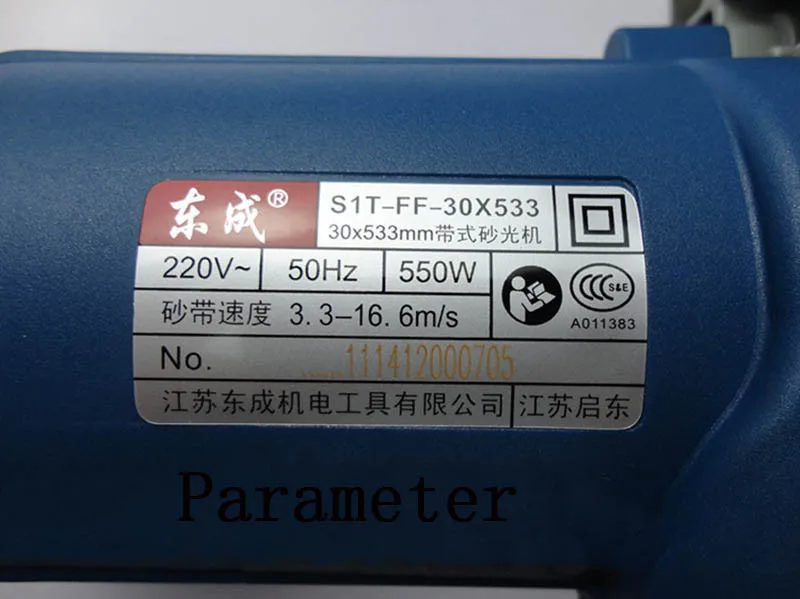 东成®
S1T-FF-30X533
30x533mm带式砂光机
220V~ 50Hz 550W
S&E
A011383
砂带速度 3.3-16.6m/s
No. 111412000705
江苏东成机电工具有限公司 江苏启东
Parameter